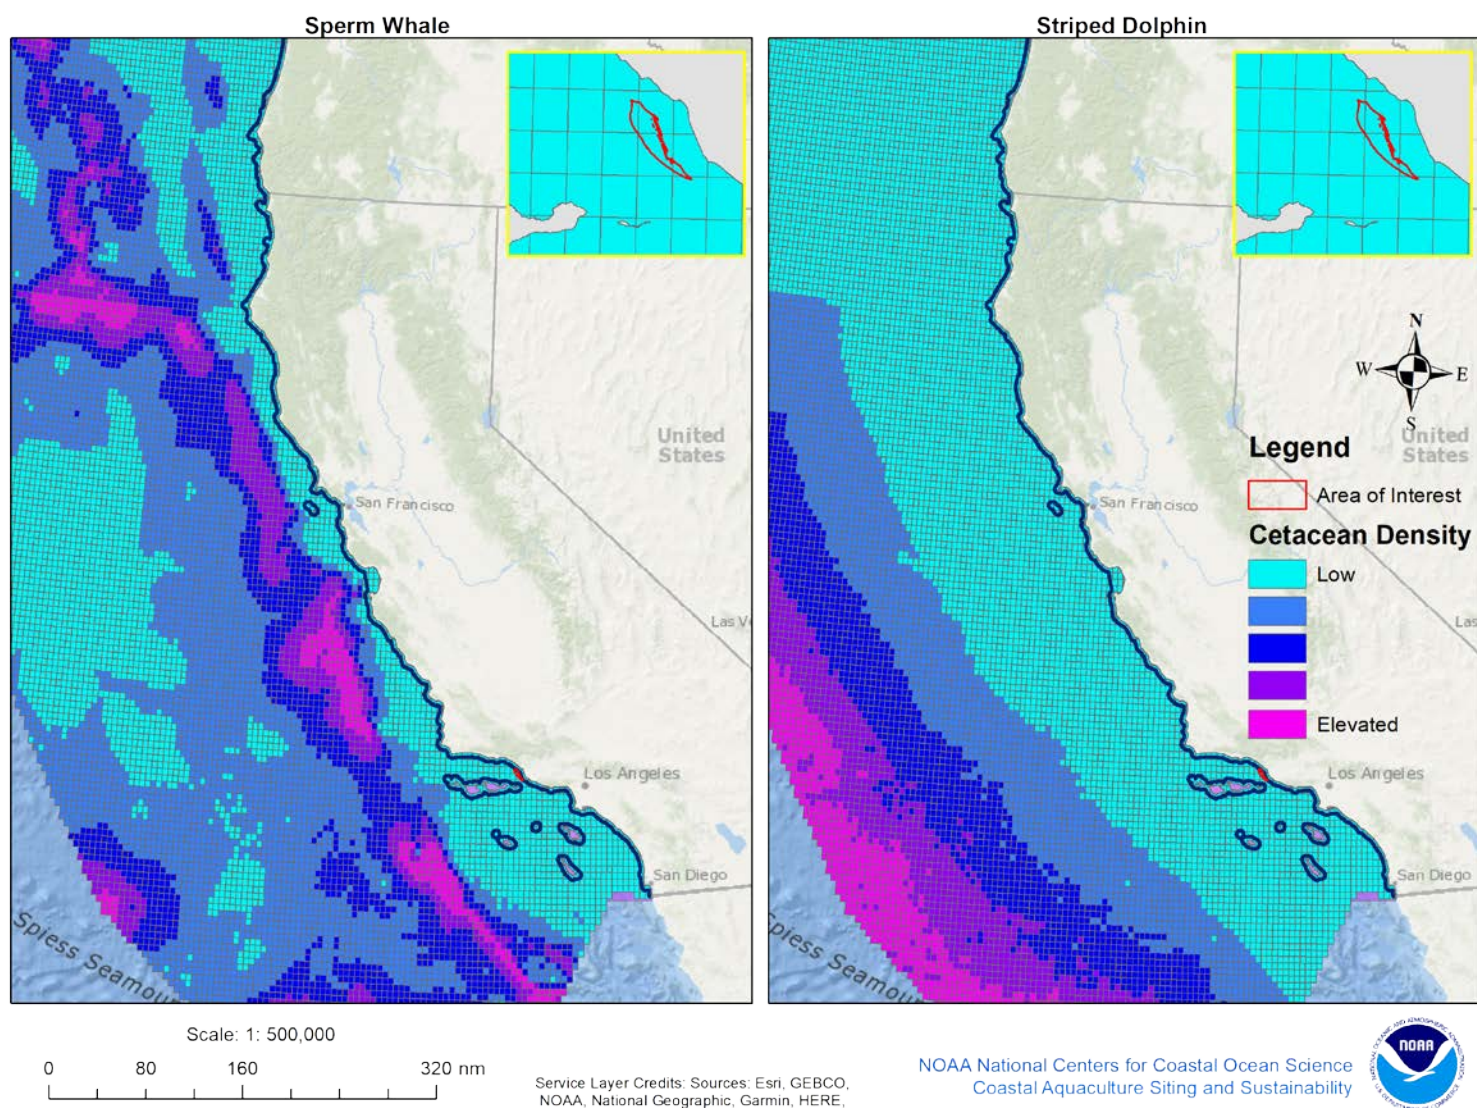 Sperm Whale
Striped Dolphin
United
States
San Francisco
Las V
Los Angeles
San Diego
Spiess Seamou
N
W
E
S
United
States
Legend
Area of Interest
Cetacean Density
Low
Elevated
San Francisco
Las
Los Angeles
San Diego
Spiess Seamou
Scale: 1: 500,000
0 80 160 320 nm
Service Layer Credits: Sources: Esri, GEBCO,
NOAA, National Geographic, Garmin, HERE,
NOAA National Centers for Coastal Ocean Science
Coastal Aquaculture Siting and Sustainability
NOAA